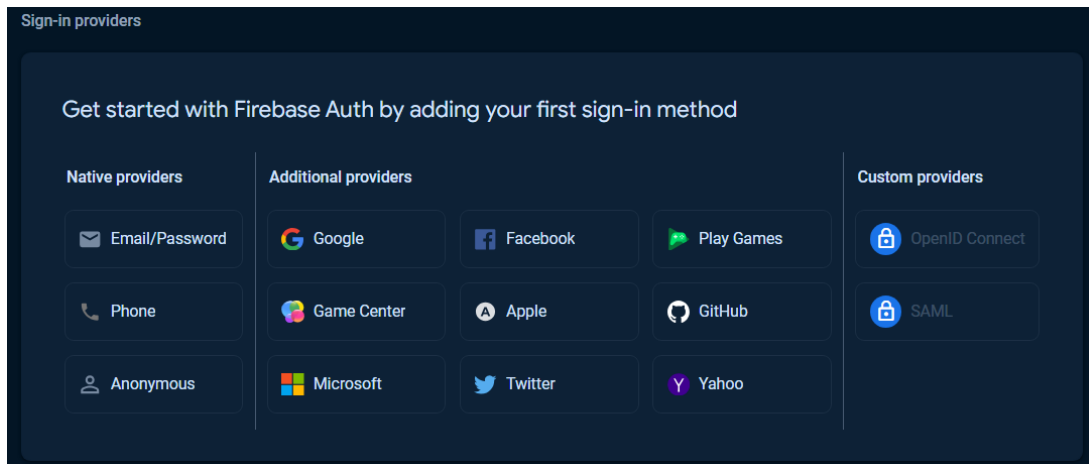 Sign-in providers
Get started with Firebase Auth by adding your first sign-in method
Native providers
Additional providers
Custom providers
Email/Password
Google
Facebook
Play Games
OpenID Connect
Phone
Game Center
Apple
GitHub
SAML
Anonymous
Microsoft
Twitter
Yahoo